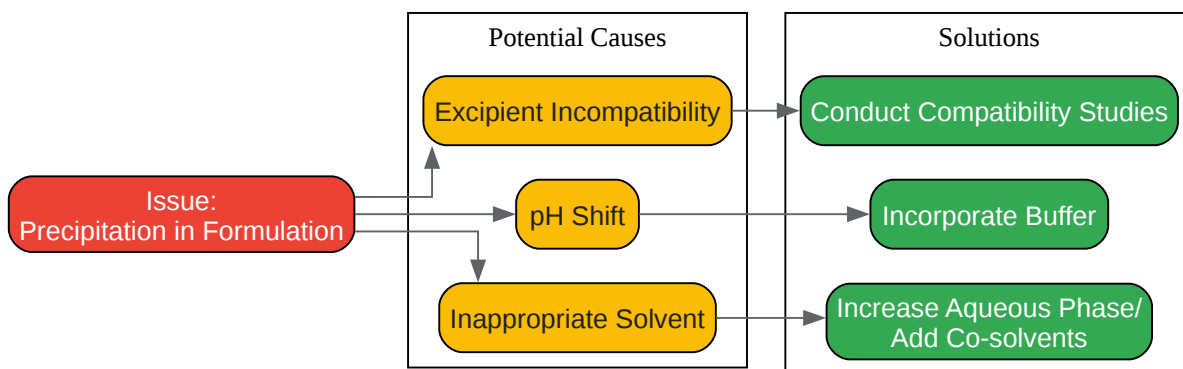 Potential Causes
Solutions
Excipient Incompatibility
Conduct Compatibility Studies
Issue:
Precipitation in Formulation
pH Shift
Incorporate Buffer
Inappropriate Solvent
Increase Aqueous Phase/
Add Co-solvents